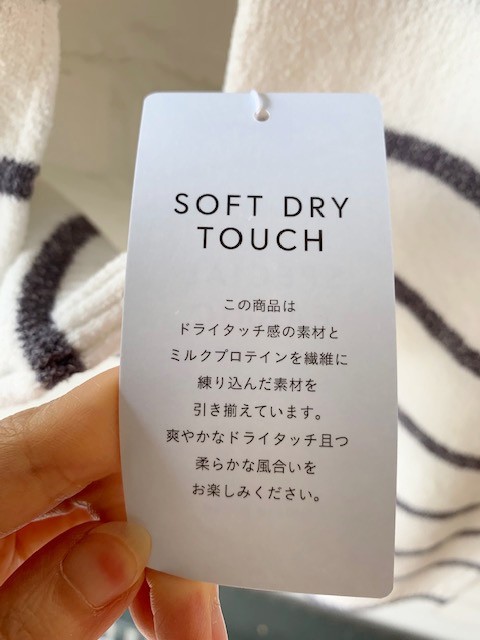 SOFT DRY
TOUCH
この商品は
ドライタッチ感の素材と
ミルクプロテインを繊維に
練り込んだ素材を
引き揃えています。
爽やかなドライタッチ且つ
柔らかな風合いを
お楽しみください。